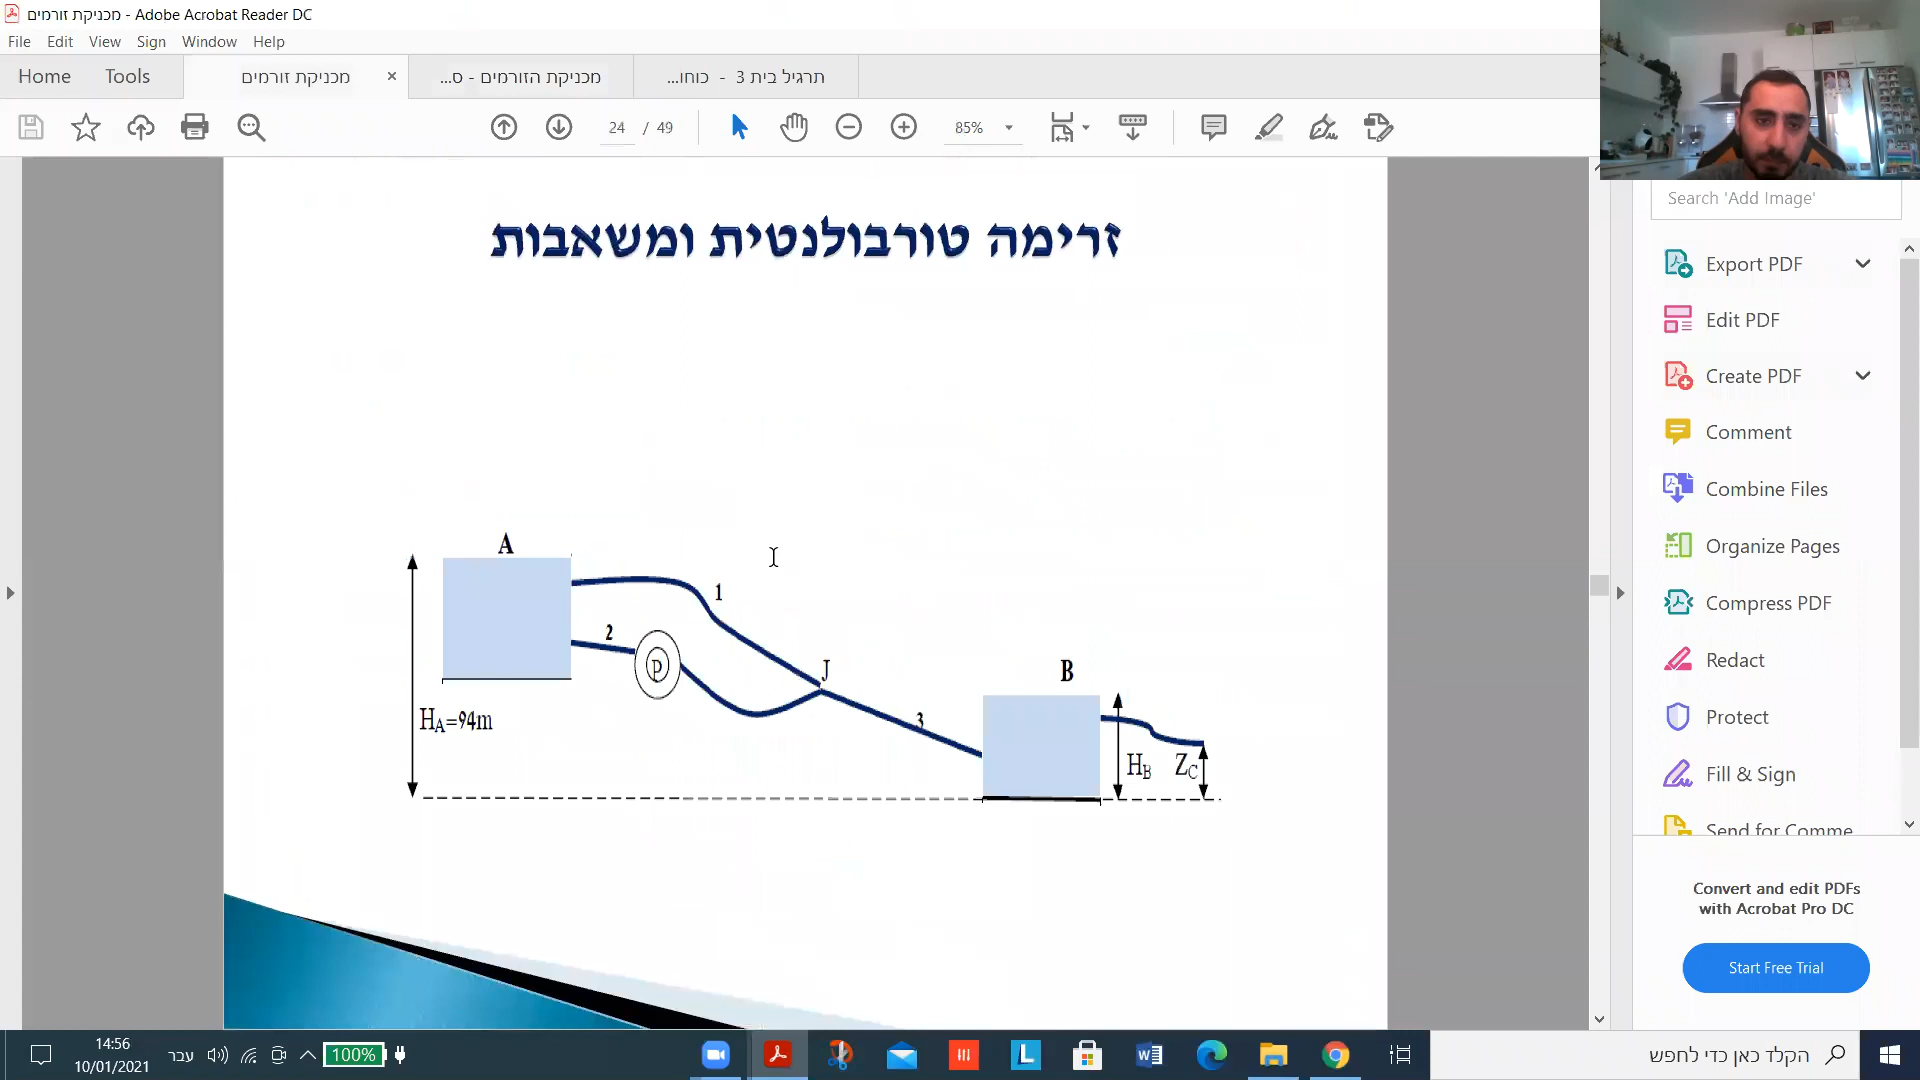 מכניקת זורמים - Adobe Acrobat Reader DC
File Edit View Sign Window Help
Home Tools מכניקת זורמים × מכניקת הזורמים - ס... תרגיל בית 3 - כוחו...
24 / 49 85%
Search 'Add Image'
זרימה טורבולנטית ומשאבות
Export PDF
Edit PDF
Create PDF
Comment
Combine Files
Organize Pages
Compress PDF
Redact
Protect
Fill & Sign
Send for Comme
A
1
2
P
J
B
3
HA=94m
HB ZC
Convert and edit PDFs
with Acrobat Pro DC
Start Free Trial
14:56
10/01/2021
עבר
100%
הקלד כאן כדי לחפש